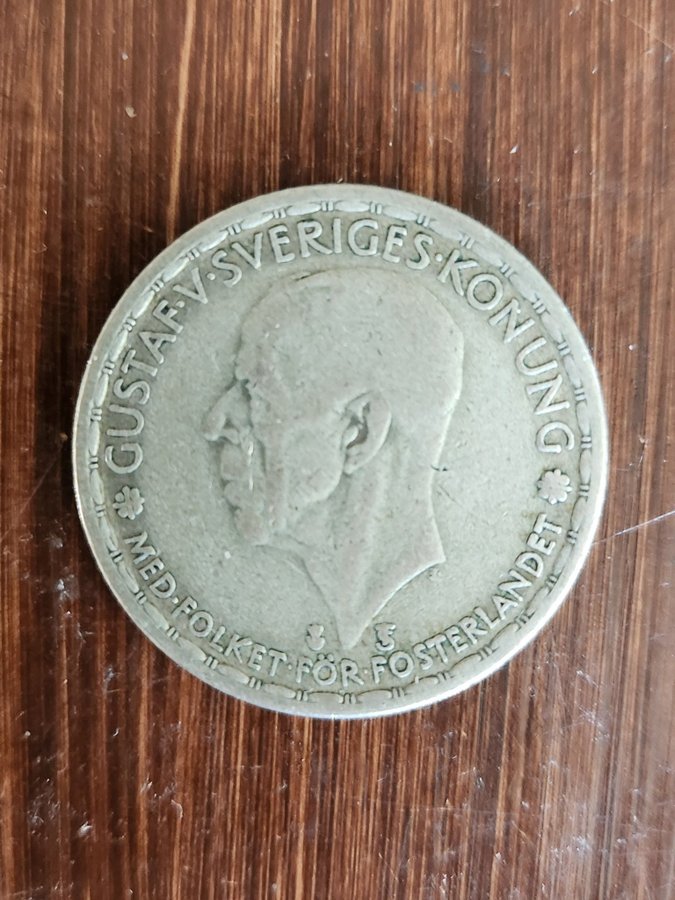 GUSTAF·V·SVERIGES·KONUNG
MED·FOLKET·FÖR·FOSTERLANDET